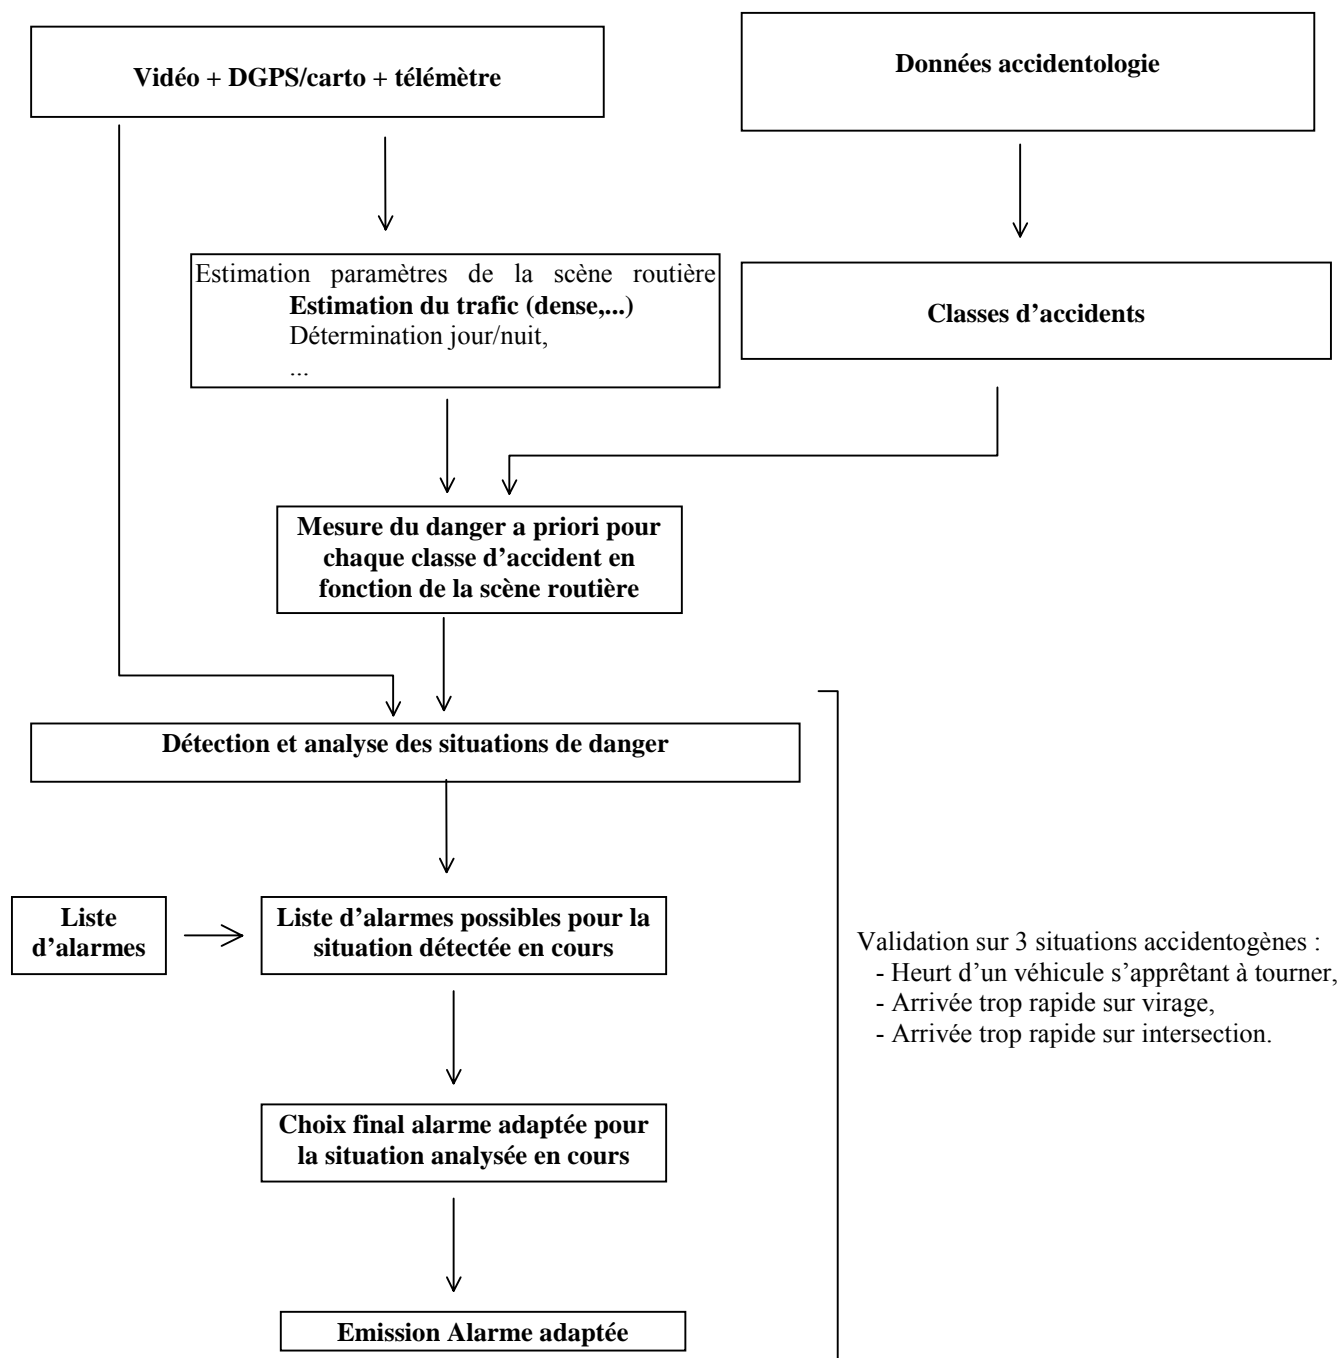 Vidéo + DGPS/carto + télémètre
Données accidentologie
Estimation paramètres de la scène routière
Estimation du trafic (dense,...)
Détermination jour/nuit,
...
Classes d’accidents
Mesure du danger a priori pour
chaque classe d’accident en
fonction de la scène routière
Détection et analyse des situations de danger
Liste
d’alarmes
Liste d’alarmes possibles pour la
situation détectée en cours
Validation sur 3 situations accidentogènes :
- Heurt d’un véhicule s’apprêtant à tourner,
- Arrivée trop rapide sur virage,
- Arrivée trop rapide sur intersection.
Choix final alarme adaptée pour
la situation analysée en cours
Emission Alarme adaptée